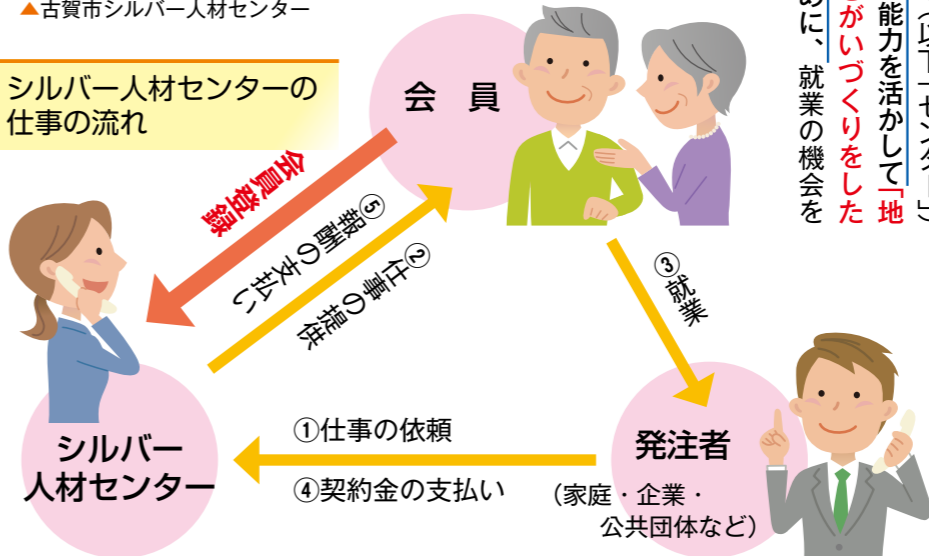 ▲古賀市シルバー人材センター
シルバー人材センターの
仕事の流れ
会 員
会員登録
⑤報酬の支払い
②仕事の提供
③就業
①仕事の依頼
④契約金の支払い
シルバー
人材センター
発注者
(家庭・企業・
公共団体など)
能力を活かして「地
がいづくりをした
めに、就業の機会を